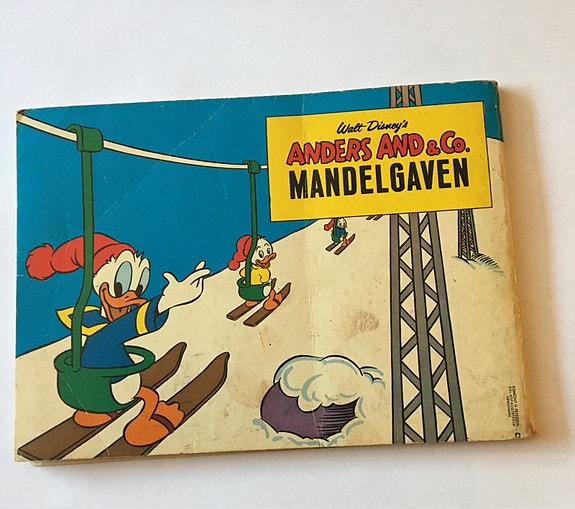 Walt Disney's
ANDERS AND & Co.
MANDELGAVEN